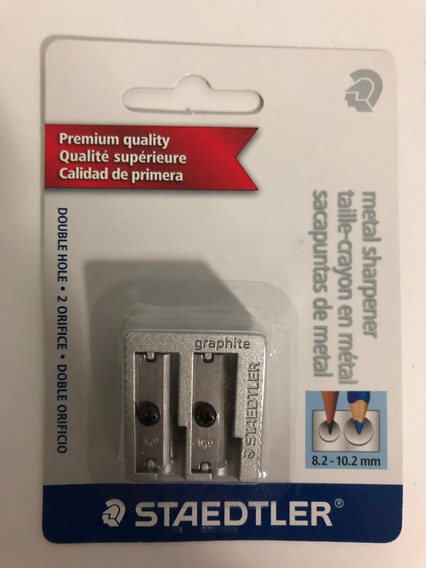 Premium quality
Qualité supérieure
Calidad de primera
metal sharpener
taille-crayon en métal
sacapuntas de metal
DOUBLE HOLE • 2 ORIFICE • DOBLE ORIFICIO
graphite
STAEDTLER
8.2 - 10.2 mm
STAEDTLER®